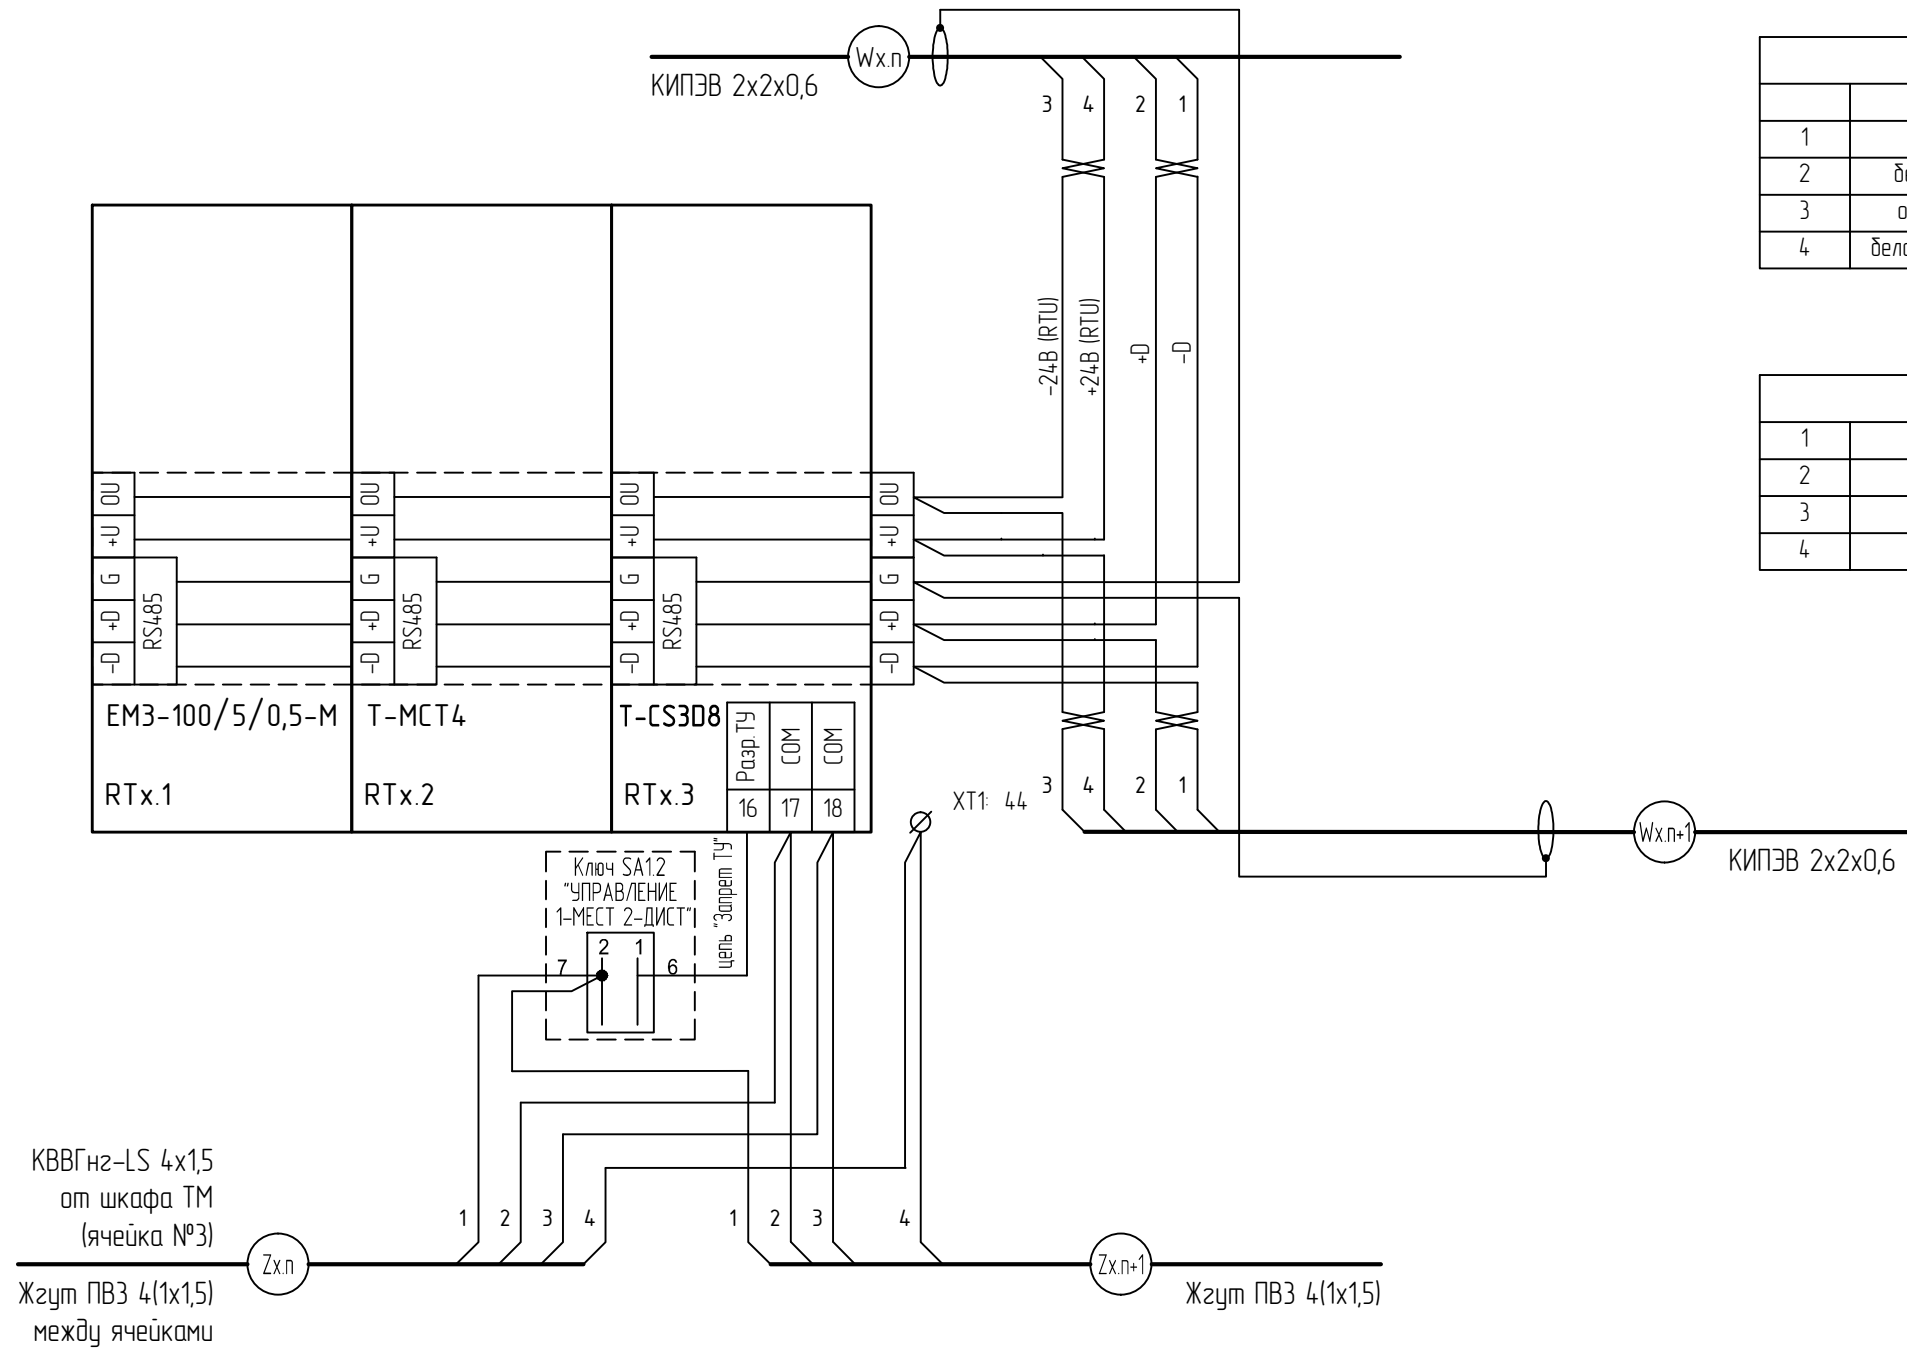 Wx.n
КИПЭВ 2х2х0,6
3 4 2 1
-24В (RTU)
+24В (RTU)
+D
-D
1
2
3
4
1
2
3
4
0U 0U 0U 0U
+U +U +U +U
G G G G
+D +D +D +D
-D -D -D -D
RS485 RS485 RS485
ЕМ3-100/5/0,5-М
RTx.1
Т-МСТ4
RTx.2
T-CS3D8
RTx.3
Разр.ТУ COM COM
16 17 18
ХТ1: 44
3 4 2 1
Wx.n+1
КИПЭВ 2х2х0,6
Ключ SA1.2
"УПРАВЛЕНИЕ
1-МЕСТ 2-ДИСТ"
2 1
7 6
цепь "Запрет ТУ"
КВВГнг-LS 4х1,5
от шкафа ТМ
(ячейка №3)
1 2 3 4
1 2 3 4
Zx.n
Zx.n+1
Жгут ПВ3 4(1х1,5)
между ячейками
Жгут ПВ3 4(1х1,5)